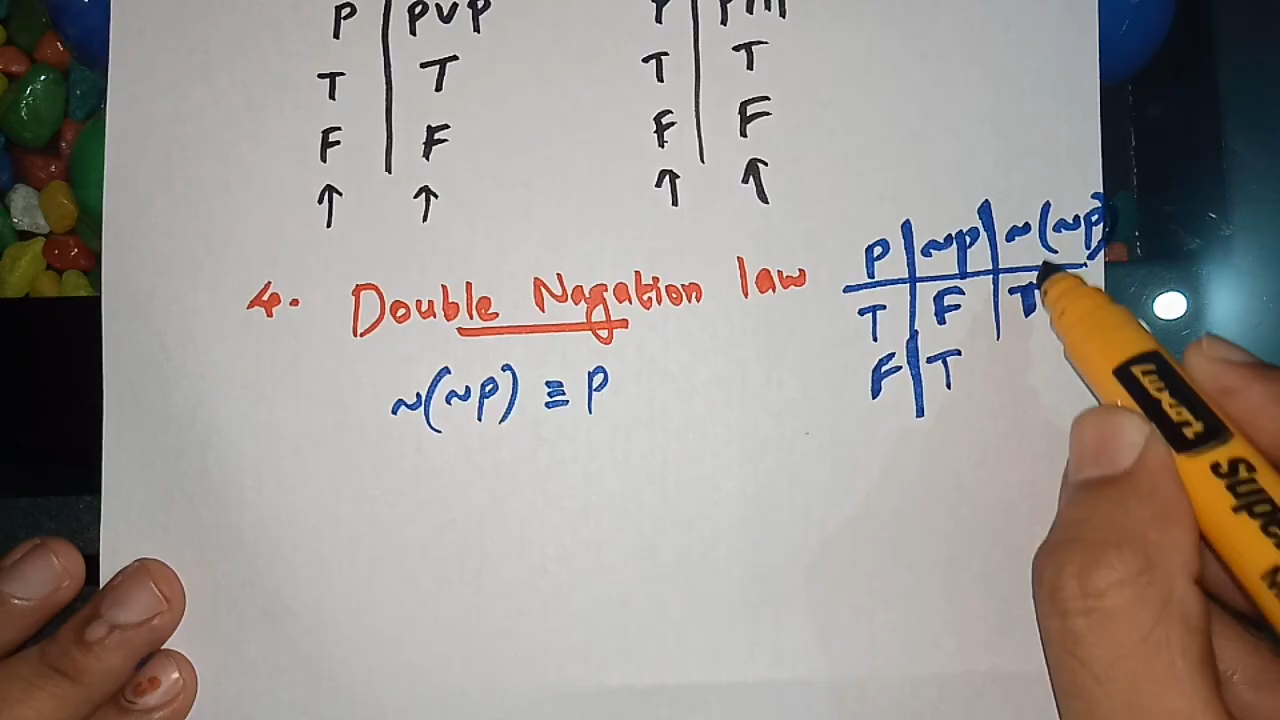 P | PVP
T | T
F | F
↑ ↑
T | T
F | F
↑ ↑
4. Double Nagation law
~(~P) ≡ P
P | ~P | ~(~P)
T | F | T
F | T